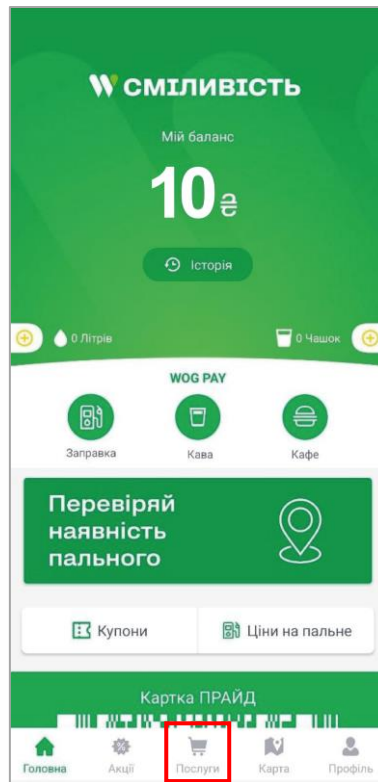 СМІЛИВІСТЬ
Мій баланс
10₴
Історія
0 Літрів
0 Чашок
WOG PAY
Заправка
Кава
Кафе
Перевіряй
наявність
пального
Купони
Ціни на пальне
Картка ПРАЙД
Головна
Акції
Послуги
Карта
Профіль